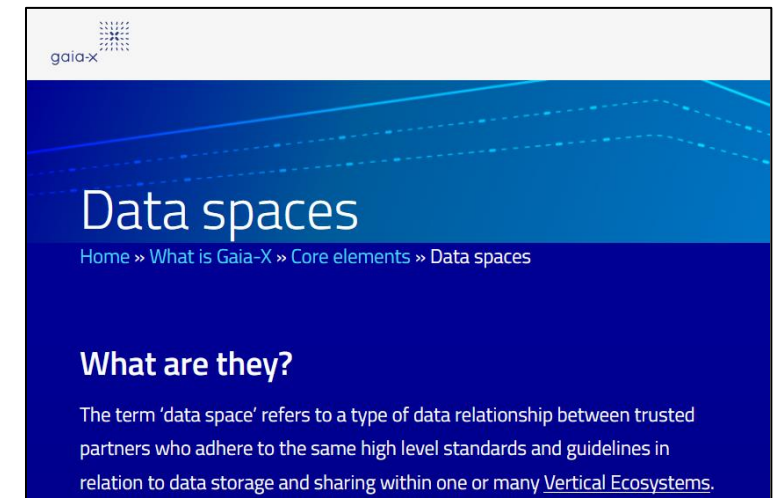 gaia-x
Data spaces
Home » What is Gaia-X » Core elements » Data spaces
What are they?
The term ‘data space‘ refers to a type of data relationship between trusted
partners who adhere to the same high level standards and guidelines in
relation to data storage and sharing within one or many Vertical Ecosystems.